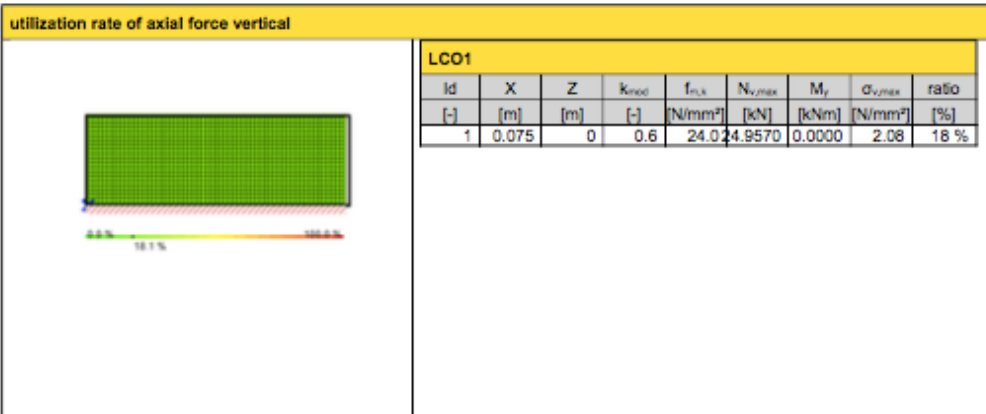 utilization rate of axial force vertical
LCO1
Id X Z kmod fm,k Nv,max My σv,max ratio
[-] [m] [m] [-] [N/mm²] [kN] [kNm] [N/mm²] [%]
1 0.075 0 0.6 24.0 24.9570 0.0000 2.08 18 %
0.0 % 100.0 %
18.1 %